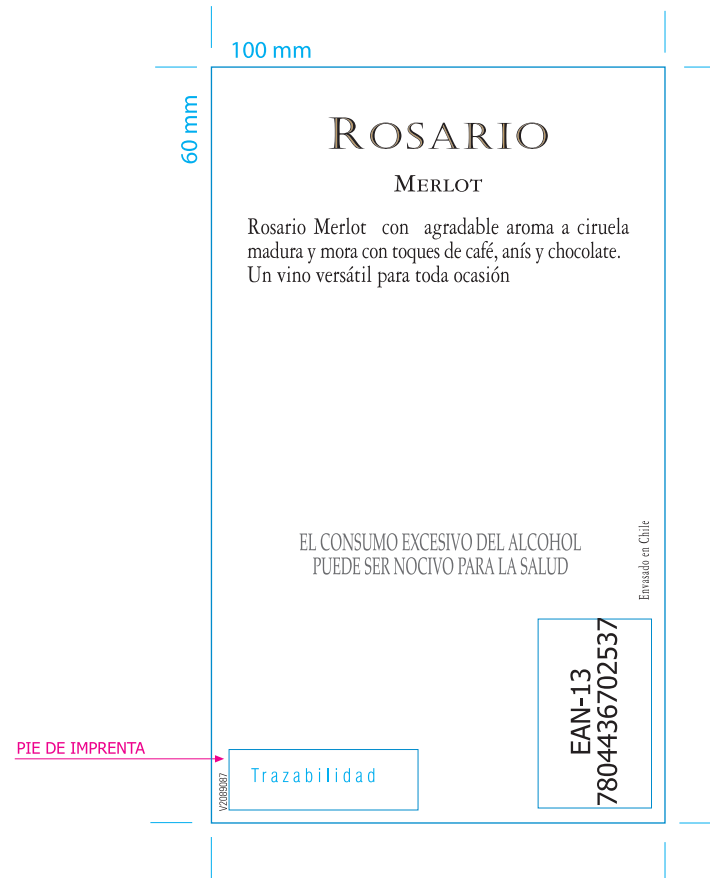 100 mm
60 mm
ROSARIO
MERLOT
Rosario Merlot con agradable aroma a ciruela
madura y mora con toques de café, anís y chocolate.
Un vino versátil para toda ocasión
EL CONSUMO EXCESIVO DEL ALCOHOL
PUEDE SER NOCIVO PARA LA SALUD
Envasado en Chile
EAN-13
7804436702537
PIE DE IMPRENTA
Trazabilidad
V2089087